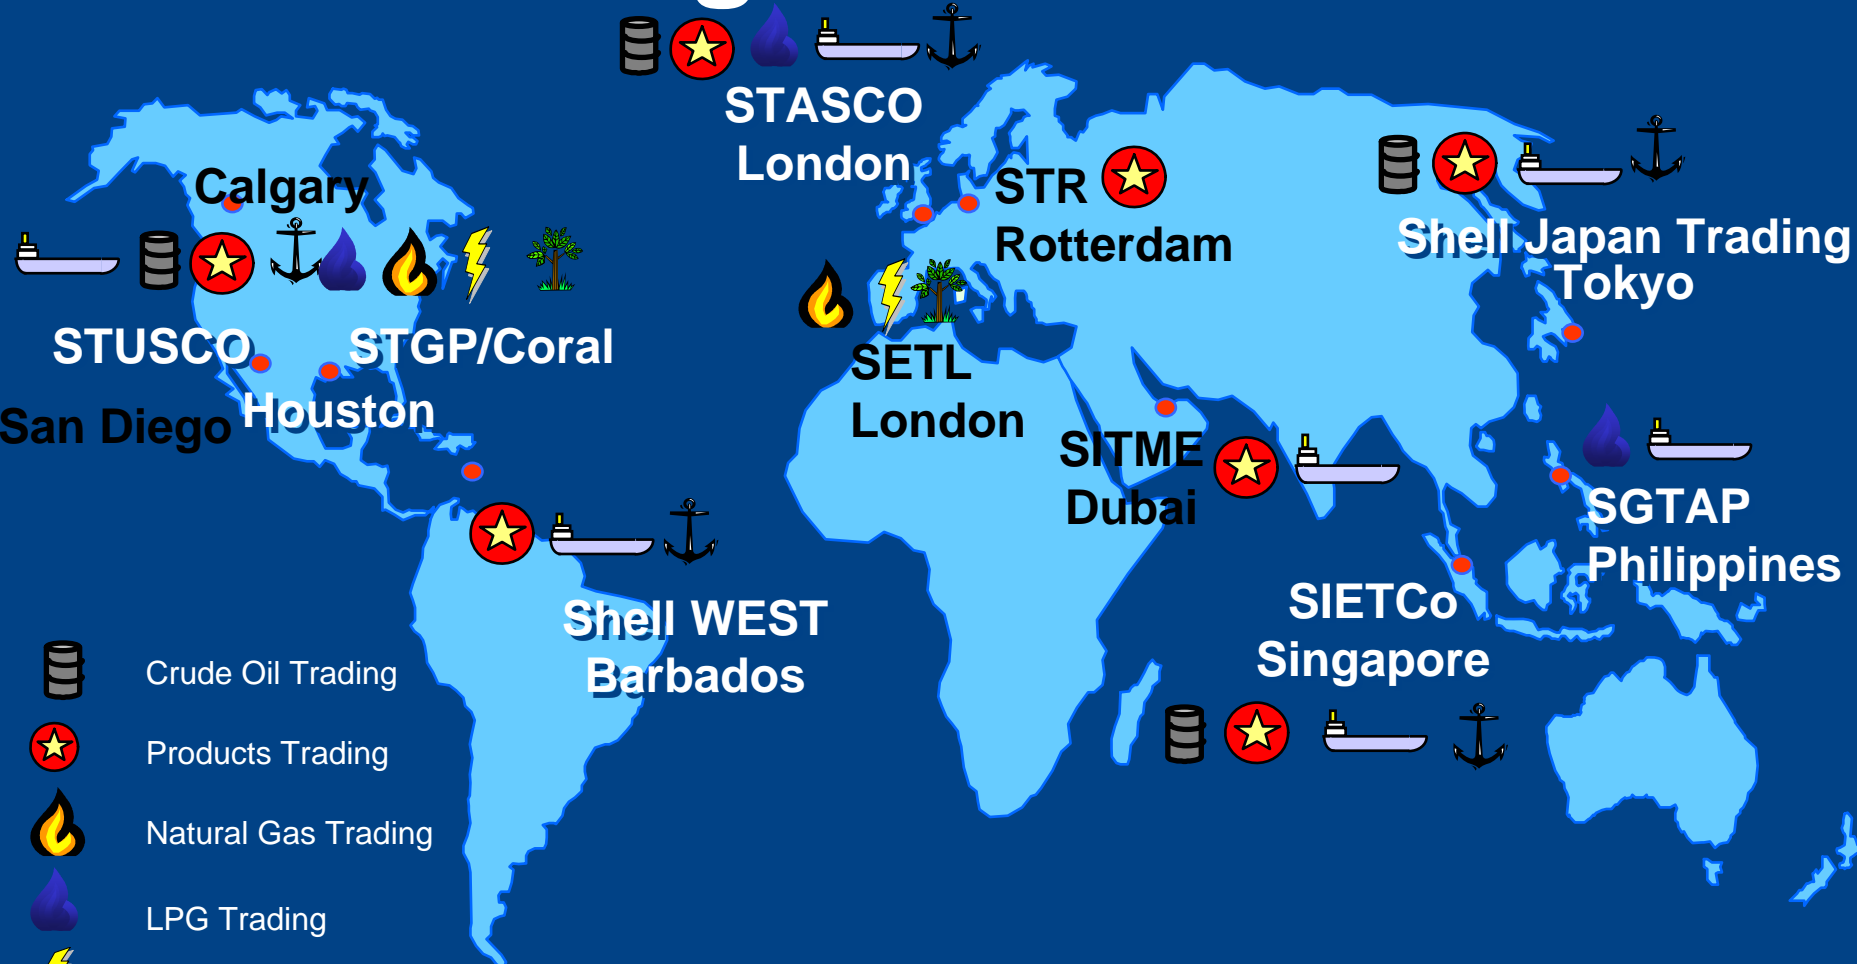 STASCO
London
Calgary
STR
Rotterdam
Shell Japan Trading
Tokyo
STUSCO
STGP/Coral
San Diego
Houston
SETL
London
SITME
Dubai
SGTAP
Philippines
Shell WEST
Barbados
SIETCo
Singapore
Crude Oil Trading
Products Trading
Natural Gas Trading
LPG Trading